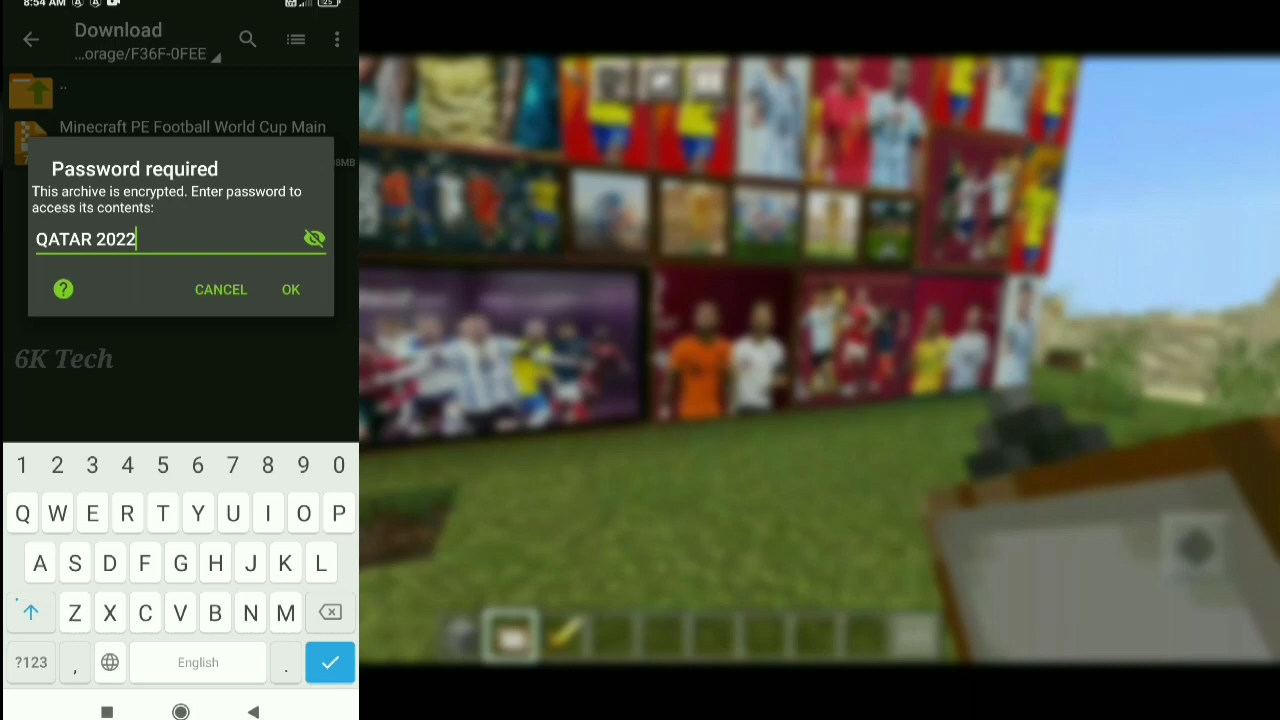 8:54 AM
Download
...orage/F36F-0FEE
..
Minecraft PE Football World Cup Main
Password required
This archive is encrypted. Enter password to
access its contents:
QATAR 2022
CANCEL OK
6K Tech
1 2 3 4 5 6 7 8 9 0
Q W E R T Y U I O P
A S D F G H J K L
Z X C V B N M
?123 , English .